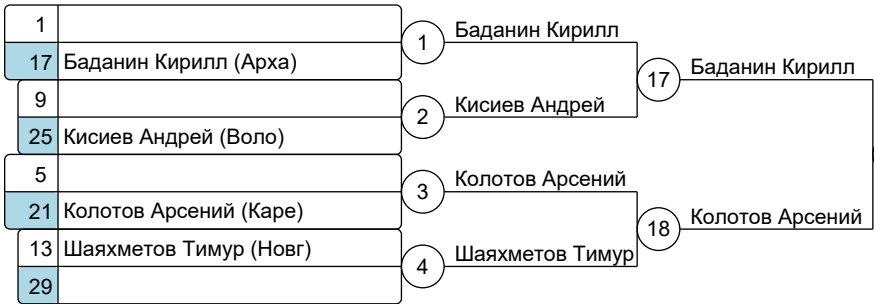 1
17 Баданин Кирилл (Арха)
1 Баданин Кирилл
9
25 Кисиев Андрей (Воло)
2 Кисиев Андрей
17 Баданин Кирилл
5
21 Колотов Арсений (Каре)
3 Колотов Арсений
13 Шаяхметов Тимур (Новг)
29
4 Шаяхметов Тимур
18 Колотов Арсений